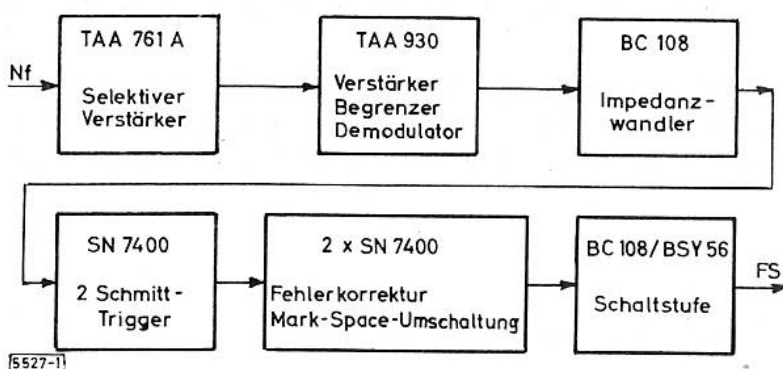 TAA 761 A
Nf
Selektiver
Verstärker
TAA 930
Verstärker
Begrenzer
Demodulator
BC 108
Impedanz-
wandler
SN 7400
2 Schmitt-
Trigger
2 x SN 7400
Fehlerkorrektur
Mark-Space-Umschaltung
BC 108/BSY 56
FS
Schaltstufe
5527-1